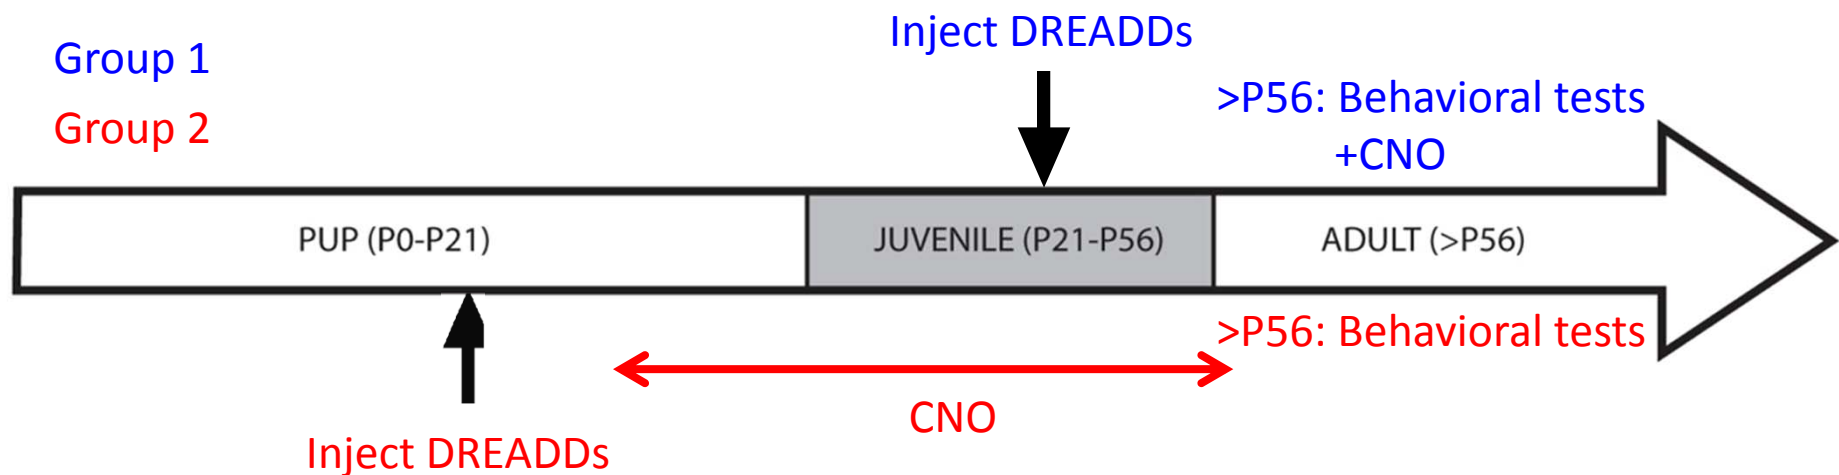 Group 1
Group 2
Inject DREADDs
>P56: Behavioral tests
+CNO
PUP (P0-P21)
JUVENILE (P21-P56)
ADULT (>P56)
>P56: Behavioral tests
CNO
Inject DREADDs